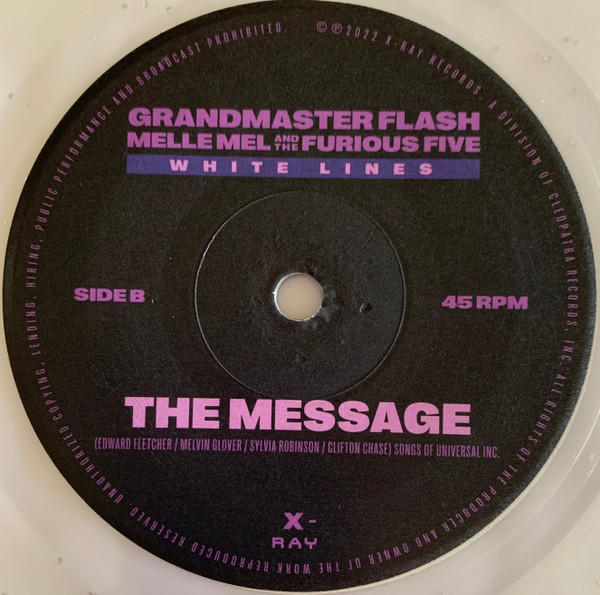 GRANDMASTER FLASH
MELLE MEL AND THE FURIOUS FIVE
WHITE LINES
SIDE B
45 RPM
THE MESSAGE
(EDWARD FLETCHER / MELVIN GLOVER / SYLVIA ROBINSON / CLIFTON CHASE) SONGS OF UNIVERSAL INC.
X-
RAY
©℗2022 X-RAY RECORDS, A DIVISION OF CLEOPATRA RECORDS, INC. ALL RIGHTS OF THE PRODUCER AND OWNER OF THE WORK REPRODUCED RESERVED. UNAUTHORIZED COPYING, LENDING, HIRING, PUBLIC PERFORMANCE AND BROADCAST PROHIBITED.